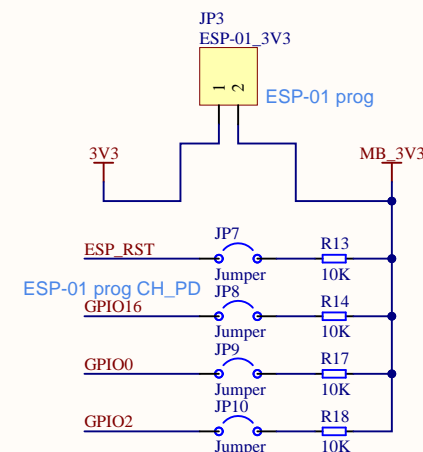 JP3
ESP-01_3V3
1 2
ESP-01 prog
3V3
MB_3V3
JP7
ESP_RST
R13
Jumper
10K
ESP-01 prog CH_PD
JP8
GPIO16
R14
Jumper
10K
JP9
GPIO0
R17
Jumper
10K
JP10
GPIO2
R18
Jumper
10K